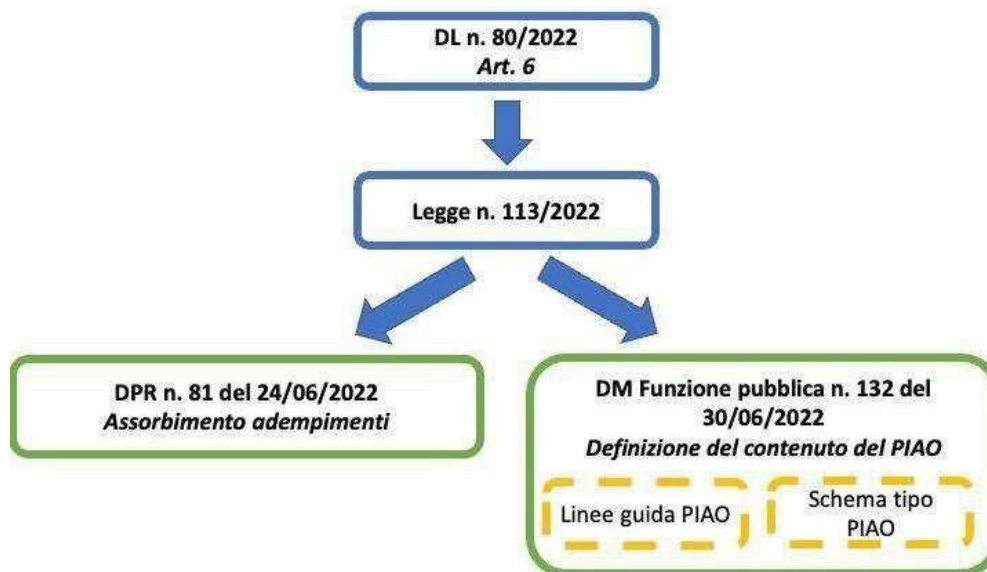 DL n. 80/2022
Art. 6
Legge n. 113/2022
DPR n. 81 del 24/06/2022
Assorbimento adempimenti
DM Funzione pubblica n. 132 del
30/06/2022
Definizione del contenuto del PIAO
Linee guida PIAO
Schema tipo
PIAO